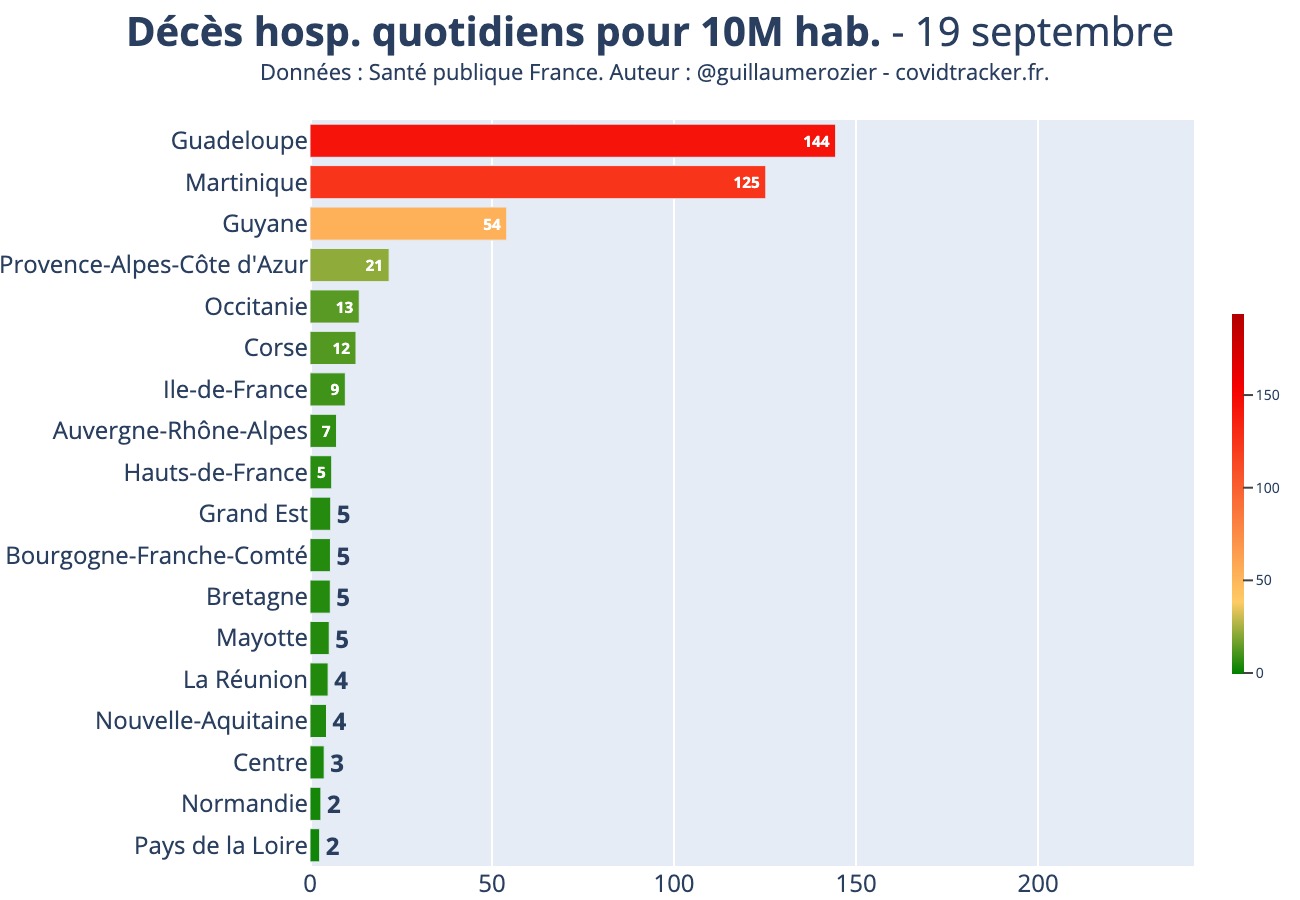 Décès hosp. quotidiens pour 10M hab. - 19 septembre
Données : Santé publique France. Auteur : @guillaumerozier - covidtracker.fr.
Guadeloupe 144
Martinique 125
Guyane 54
Provence-Alpes-Côte d'Azur 21
Occitanie 13
Corse 12
Ile-de-France 9
Auvergne-Rhône-Alpes 7
Hauts-de-France 5
Grand Est 5
Bourgogne-Franche-Comté 5
Bretagne 5
Mayotte 5
La Réunion 4
Nouvelle-Aquitaine 4
Centre 3
Normandie 2
Pays de la Loire 2
0 50 100 150 200
150
100
50
0